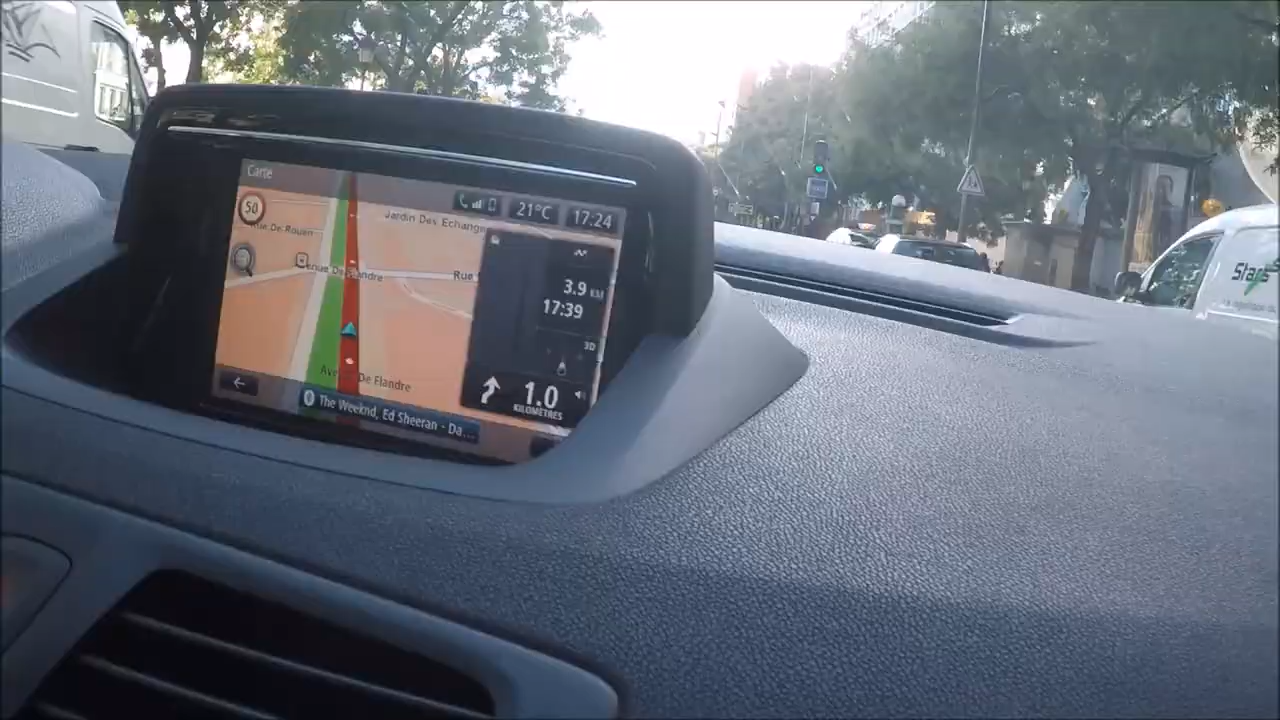 Carte
21°C
17:24
50
Jardin Des Echange
Rue De Rouen
enue De Flandre
Rue
3.9 KM
17:39
3D
Ave De Flandre
1.0
KILOMÈTRES
The Weeknd, Ed Sheeran - Da...
Stars